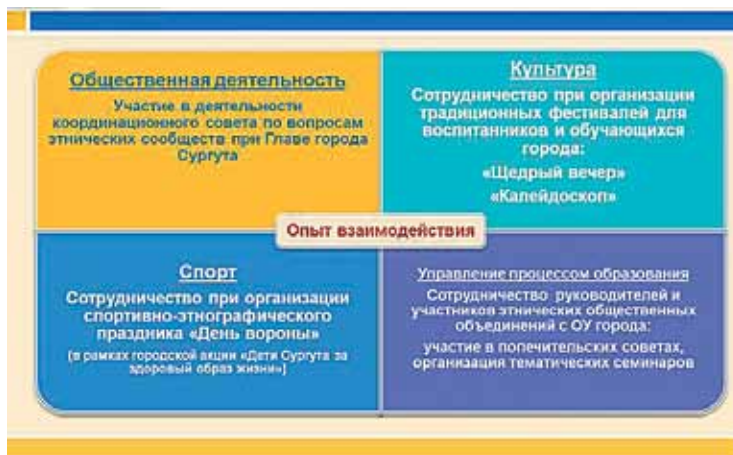 Общественная деятельность
Участие в деятельности
координационного совета по вопросам
этнических сообществ при Главе города
Сургута
Культура
Сотрудничество при организации
традиционных фестивалей для
воспитанников и обучающихся
города:
«Щедрый вечер»
«Калейдоскоп»
Опыт взаимодействия
Спорт
Сотрудничество при организации
спортивно-этнографического
праздника «День вороны»
(в рамках городской акции «Дети Сургута за
здоровый образ жизни»)
Управление процессом образования
Сотрудничество руководителей и
участников этнических общественных
объединений с ОУ города:
участие в попечительских советах,
организация тематических семинаров